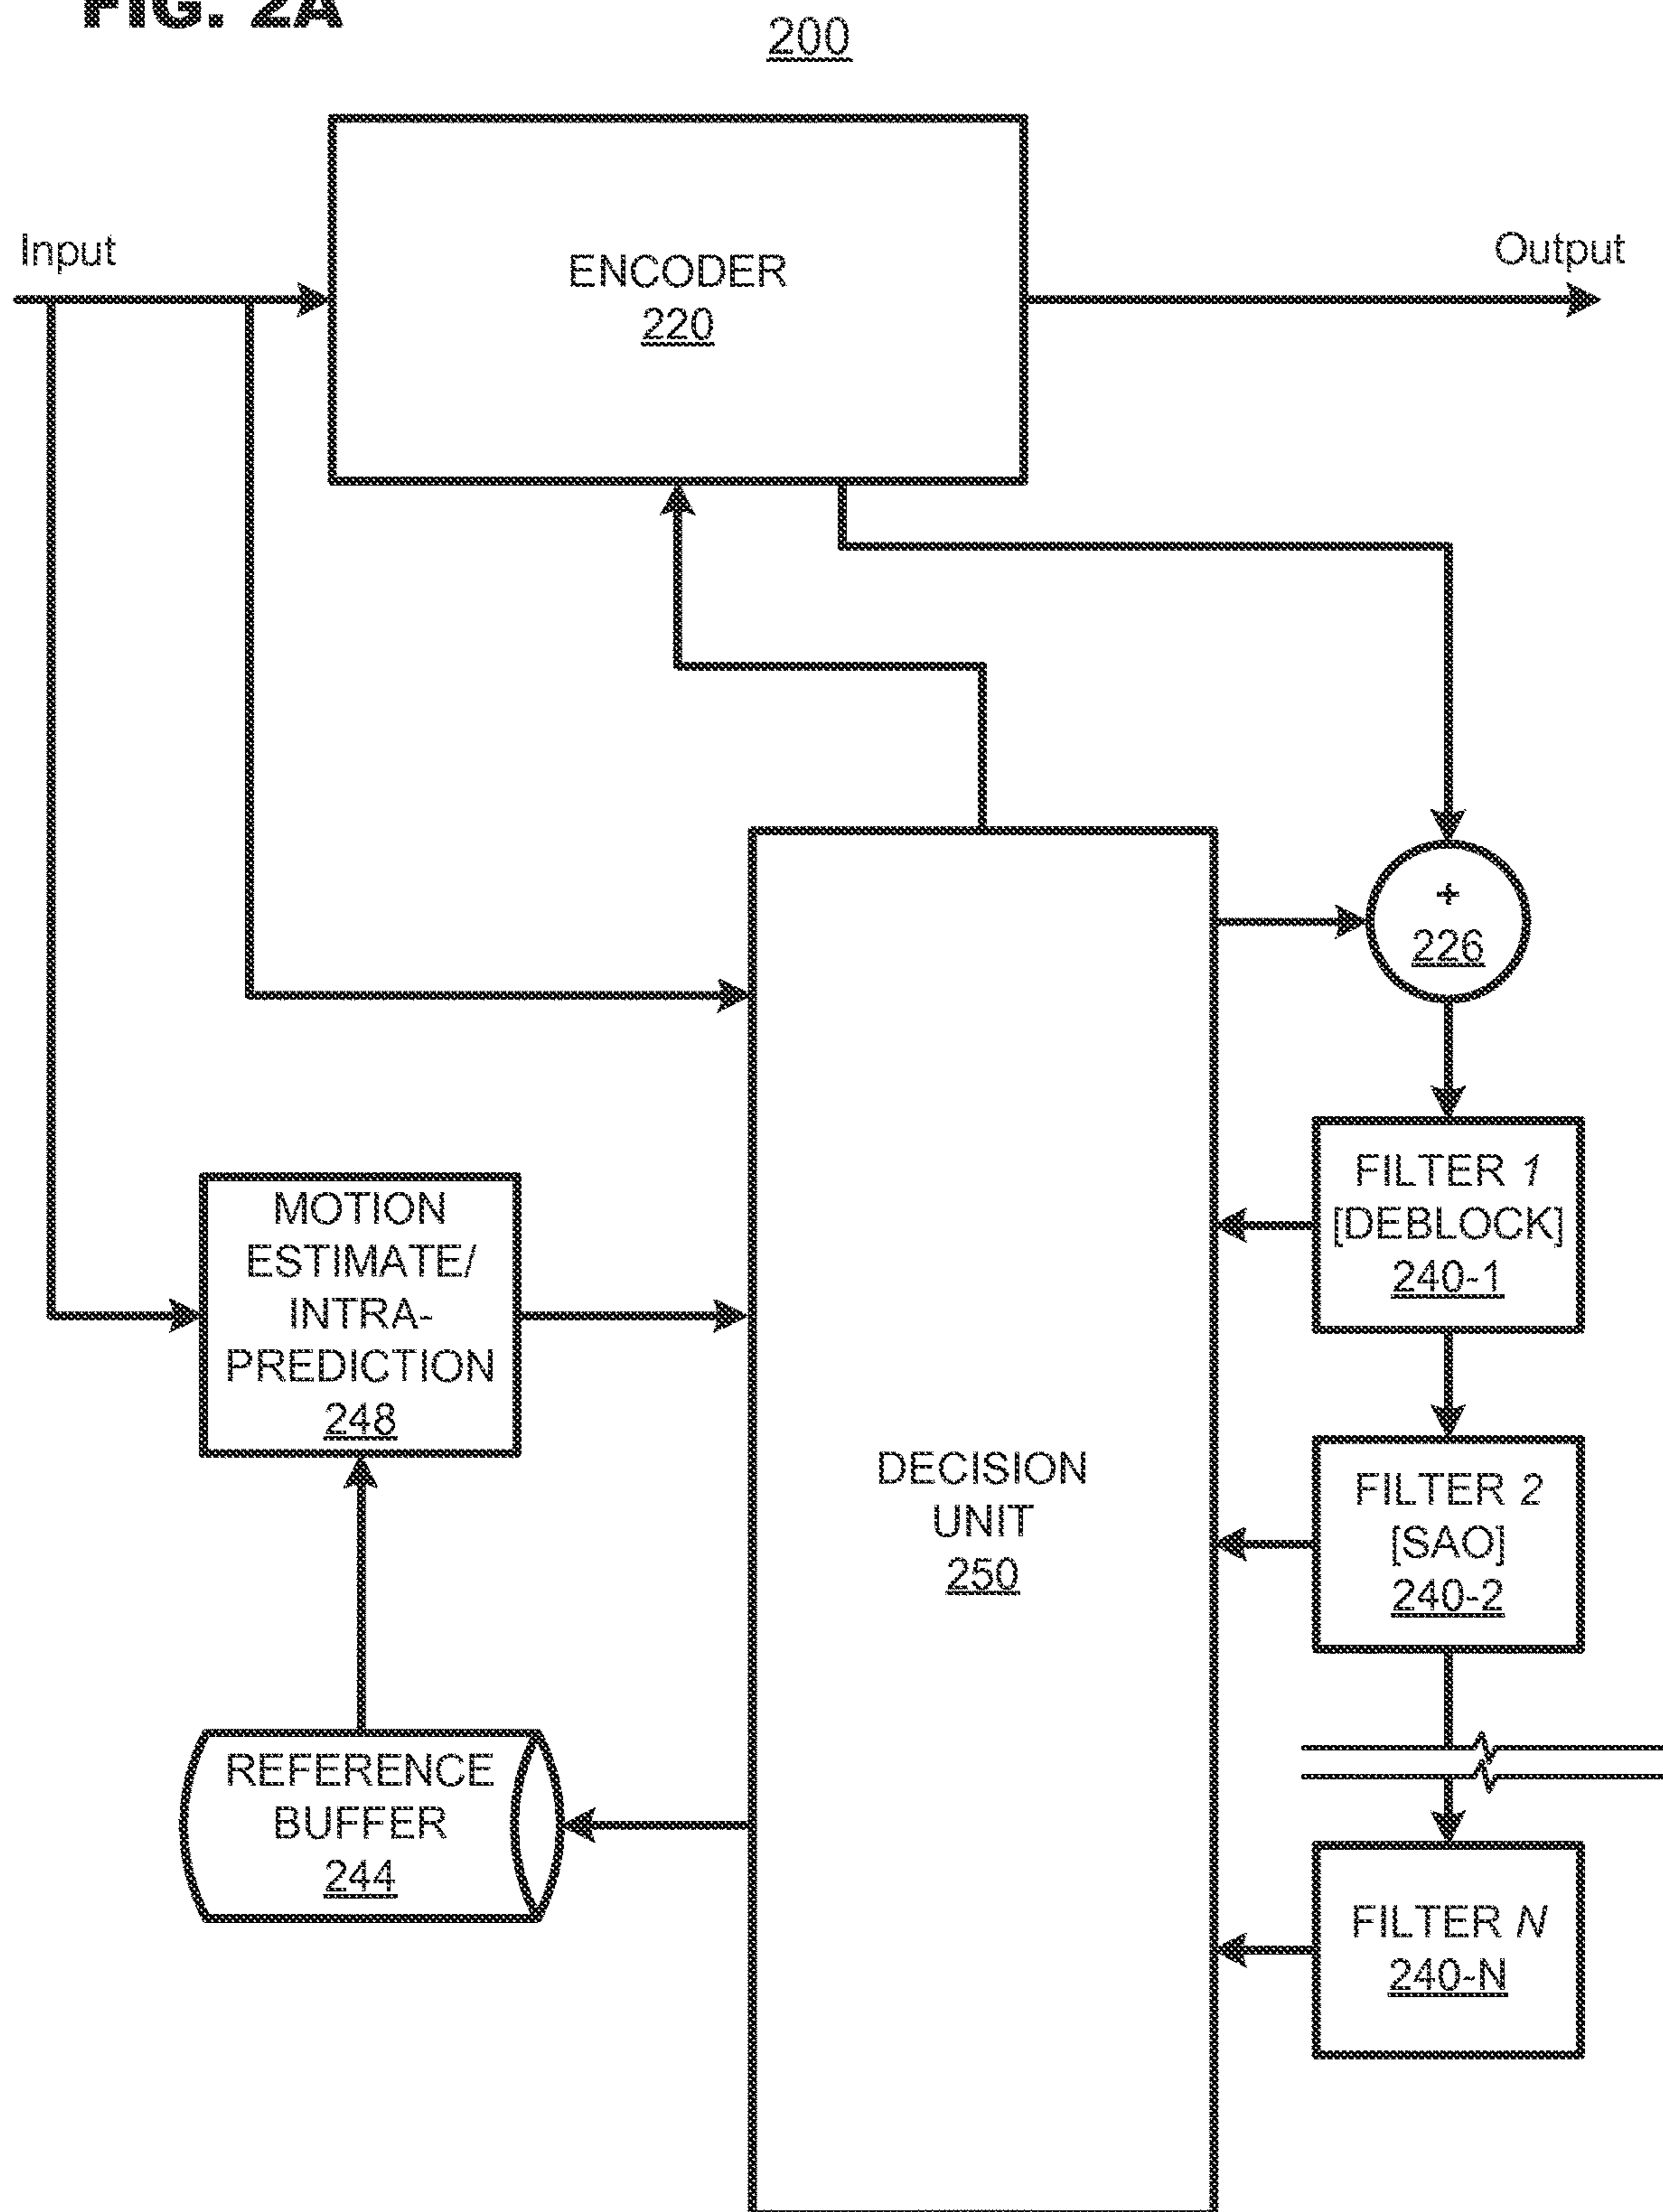 FIG. 2A
200
Input
ENCODER
220
Output
+
226
FILTER 1
[DEBLOCK]
240-1
MOTION
ESTIMATE/
INTRA-
PREDICTION
248
DECISION
UNIT
250
FILTER 2
[SAO]
240-2
REFERENCE
BUFFER
244
FILTER N
240-N